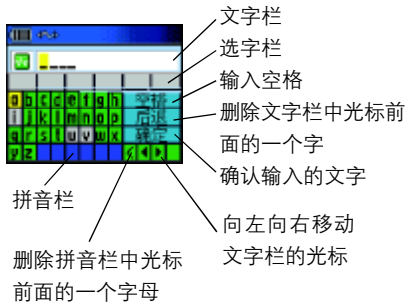 文字栏
选字栏
输入空格
删除文字栏中光标前
面的一个字
确认输入的文字
向左向右移动
文字栏的光标
拼音栏
删除拼音栏中光标
前面的一个字母
a b c d e f g h 空格
i j k l m n o p 后退
q r s t u v w x 确定
y z